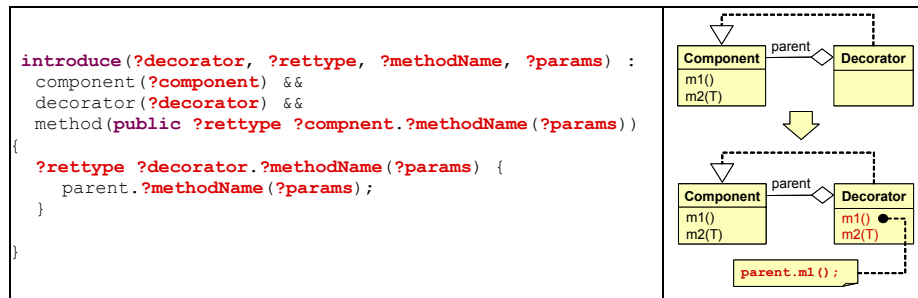 introduce(?decorator, ?rettype, ?methodName, ?params) :
component(?component) &&
decorator(?decorator) &&
method(public ?rettype ?compnent.?methodName(?params))
{
?rettype ?decorator.?methodName(?params) {
parent.?methodName(?params);
}
}
parent
Component
Decorator
m1()
m2(T)
parent
Component
Decorator
m1()
m1()
m2(T)
m2(T)
parent.m1();